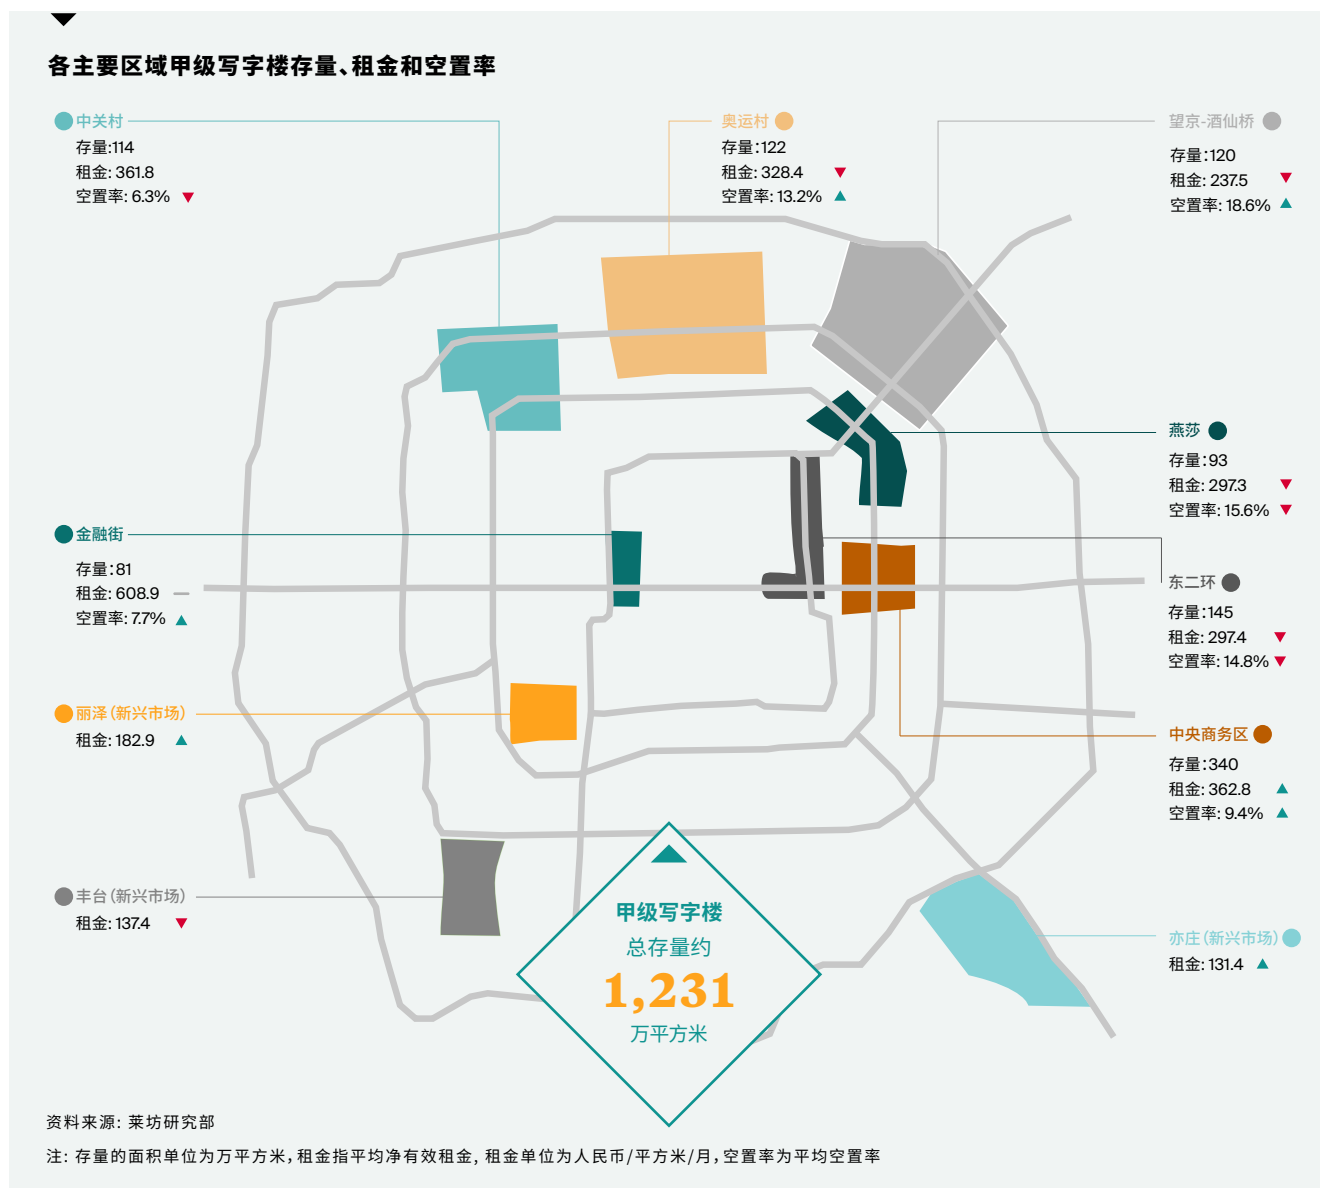 各主要区域甲级写字楼存量、租金和空置率
中关村
存量:114
租金: 361.8
空置率: 6.3%
奥运村
存量:122
租金: 328.4
空置率: 13.2%
望京-酒仙桥
存量:120
租金: 237.5
空置率: 18.6%
燕莎
存量:93
租金: 297.3
空置率: 15.6%
金融街
存量:81
租金: 608.9
空置率: 7.7%
东二环
存量:145
租金: 297.4
空置率: 14.8%
丽泽(新兴市场)
租金: 182.9
中央商务区
存量:340
租金: 362.8
空置率: 9.4%
丰台(新兴市场)
租金: 137.4
亦庄(新兴市场)
租金: 131.4
甲级写字楼
总存量约
1,231
万平方米
资料来源: 莱坊研究部
注: 存量的面积单位为万平方米,租金指平均净有效租金, 租金单位为人民币/平方米/月,空置率为平均空置率